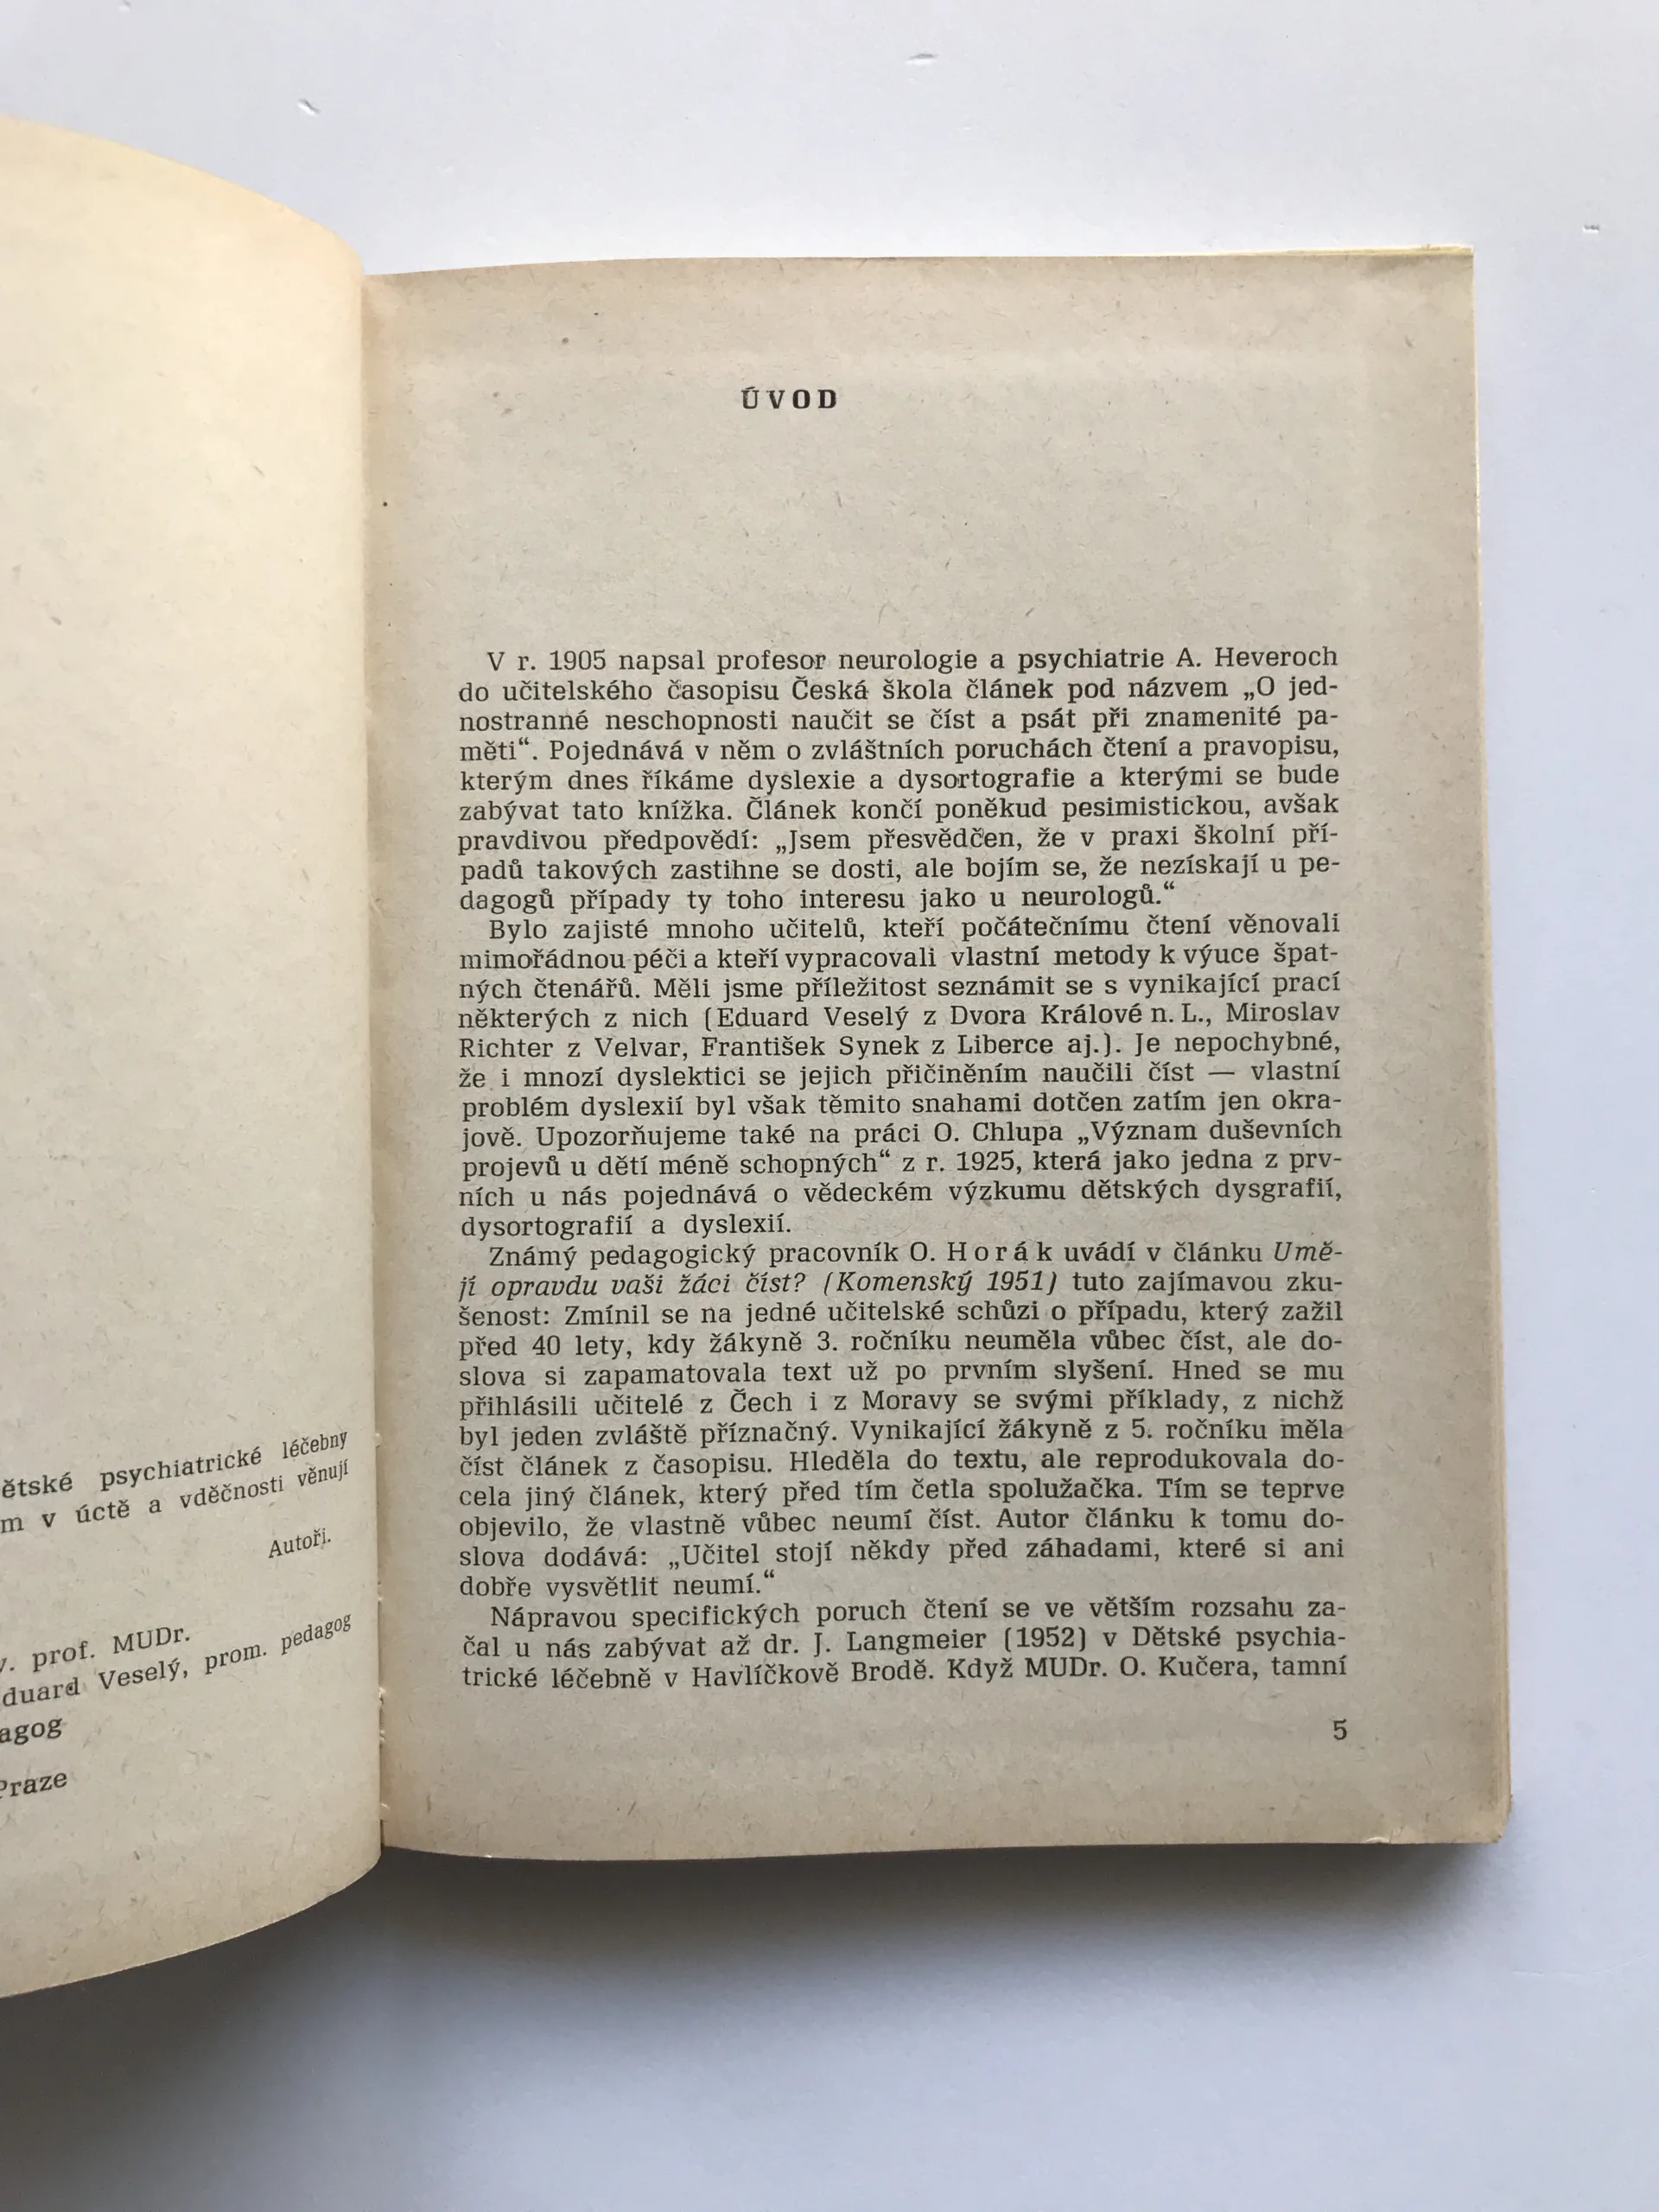 ětské psychiatrické léčebny
m v úctě a vděčnosti věnují
Autoři.
v. prof. MUDr.
duard Veselý, prom. pedagog
agog
Praze
ÚVOD
V r. 1905 napsal profesor neurologie a psychiatrie A. Heveroch
do učitelského časopisu Česká škola článek pod názvem „O jed-
nostranné neschopnosti naučit se číst a psát při znamenité pa-
měti“. Pojednává v něm o zvláštních poruchách čtení a pravopisu,
kterým dnes říkáme dyslexie a dysortografie a kterými se bude
zabývat tato knížka. Článek končí poněkud pesimistickou, avšak
pravdivou předpovědí: „Jsem přesvědčen, že v praxi školní pří-
padů takových zastihne se dosti, ale bojím se, že nezískají u pe-
dagogů případy ty toho interesu jako u neurologů.“
Bylo zajisté mnoho učitelů, kteří počátečnímu čtení věnovali
mimořádnou péči a kteří vypracovali vlastní metody k výuce špat-
ných čtenářů. Měli jsme příležitost seznámit se s vynikající prací
některých z nich (Eduard Veselý z Dvora Králové n. L., Miroslav
Richter z Velvar, František Synek z Liberce aj.). Je nepochybné,
že i mnozí dyslektici se jejich přičiněním naučili číst — vlastní
problém dyslexií byl však těmito snahami dotčen zatím jen okra-
jově. Upozorňujeme také na práci O. Chlupa „Význam duševních
projevů u dětí méně schopných“ z r. 1925, která jako jedna z prv-
ních u nás pojednává o vědeckém výzkumu dětských dysgrafií,
dysortografií a dyslexií.
Známý pedagogický pracovník O. Horák uvádí v článku Umě-
jí opravdu vaši žáci číst? (Komenský 1951) tuto zajímavou zku-
šenost: Zmínil se na jedné učitelské schůzi o případu, který zažil
před 40 lety, kdy žákyně 3. ročníku neuměla vůbec číst, ale do-
slova si zapamatovala text už po prvním slyšení. Hned se mu
přihlásili učitelé z Čech i z Moravy se svými příklady, z nichž
byl jeden zvláště příznačný. Vynikající žákyně z 5. ročníku měla
číst článek z časopisu. Hleděla do textu, ale reprodukovala do-
cela jiný článek, který před tím četla spolužačka. Tím se teprve
objevilo, že vlastně vůbec neumí číst. Autor článku k tomu do-
slova dodává: „Učitel stojí někdy před záhadami, které si ani
dobře vysvětlit neumí.“
Nápravou specifických poruch čtení se ve větším rozsahu za-
čal u nás zabývat až dr. J. Langmeier (1952) v Dětské psychia-
trické léčebně v Havlíčkově Brodě. Když MUDr. O. Kučera, tamní
5